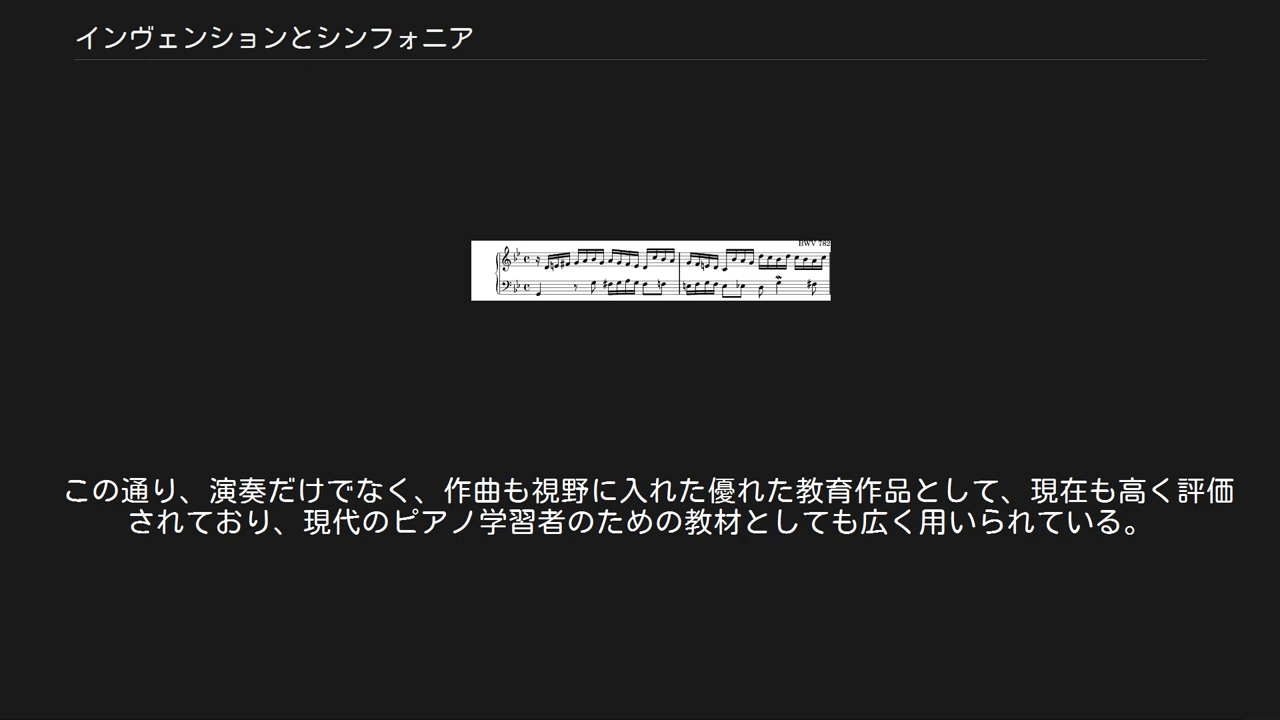 インヴェンションとシンフォニア
BWV 782
この通り、演奏だけでなく、作曲も視野に入れた優れた教育作品として、現在も高く評価
されており、現代のピアノ学習者のための教材としても広く用いられている。